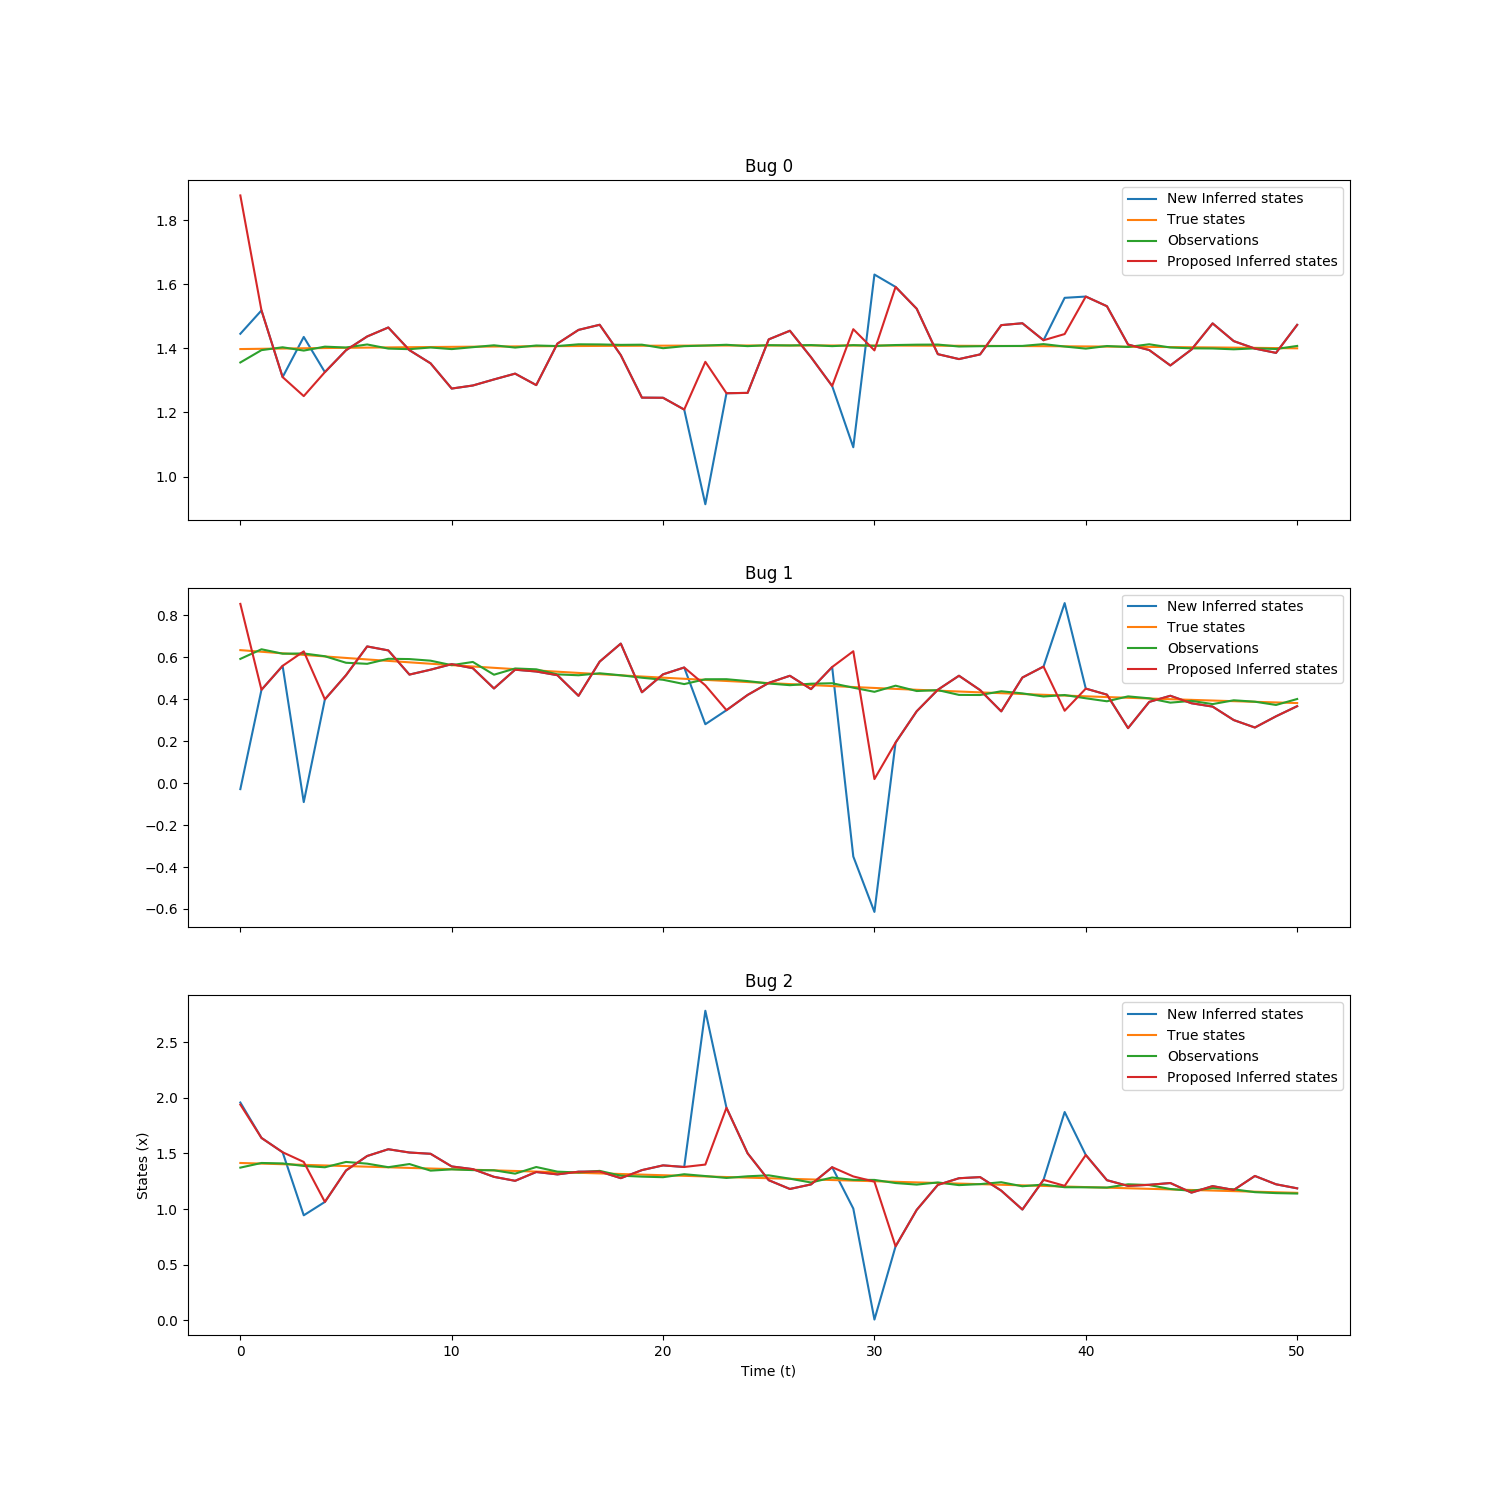 Bug 0
New Inferred states
True states
Observations
Proposed Inferred states
1.8
1.6
1.4
1.2
1.0
Bug 1
New Inferred states
True states
Observations
Proposed Inferred states
0.8
0.6
0.4
0.2
0.0
−0.2
−0.4
−0.6
Bug 2
New Inferred states
True states
Observations
Proposed Inferred states
2.5
2.0
1.5
1.0
0.5
0.0
States (x)
0 10 20 30 40 50
Time (t)